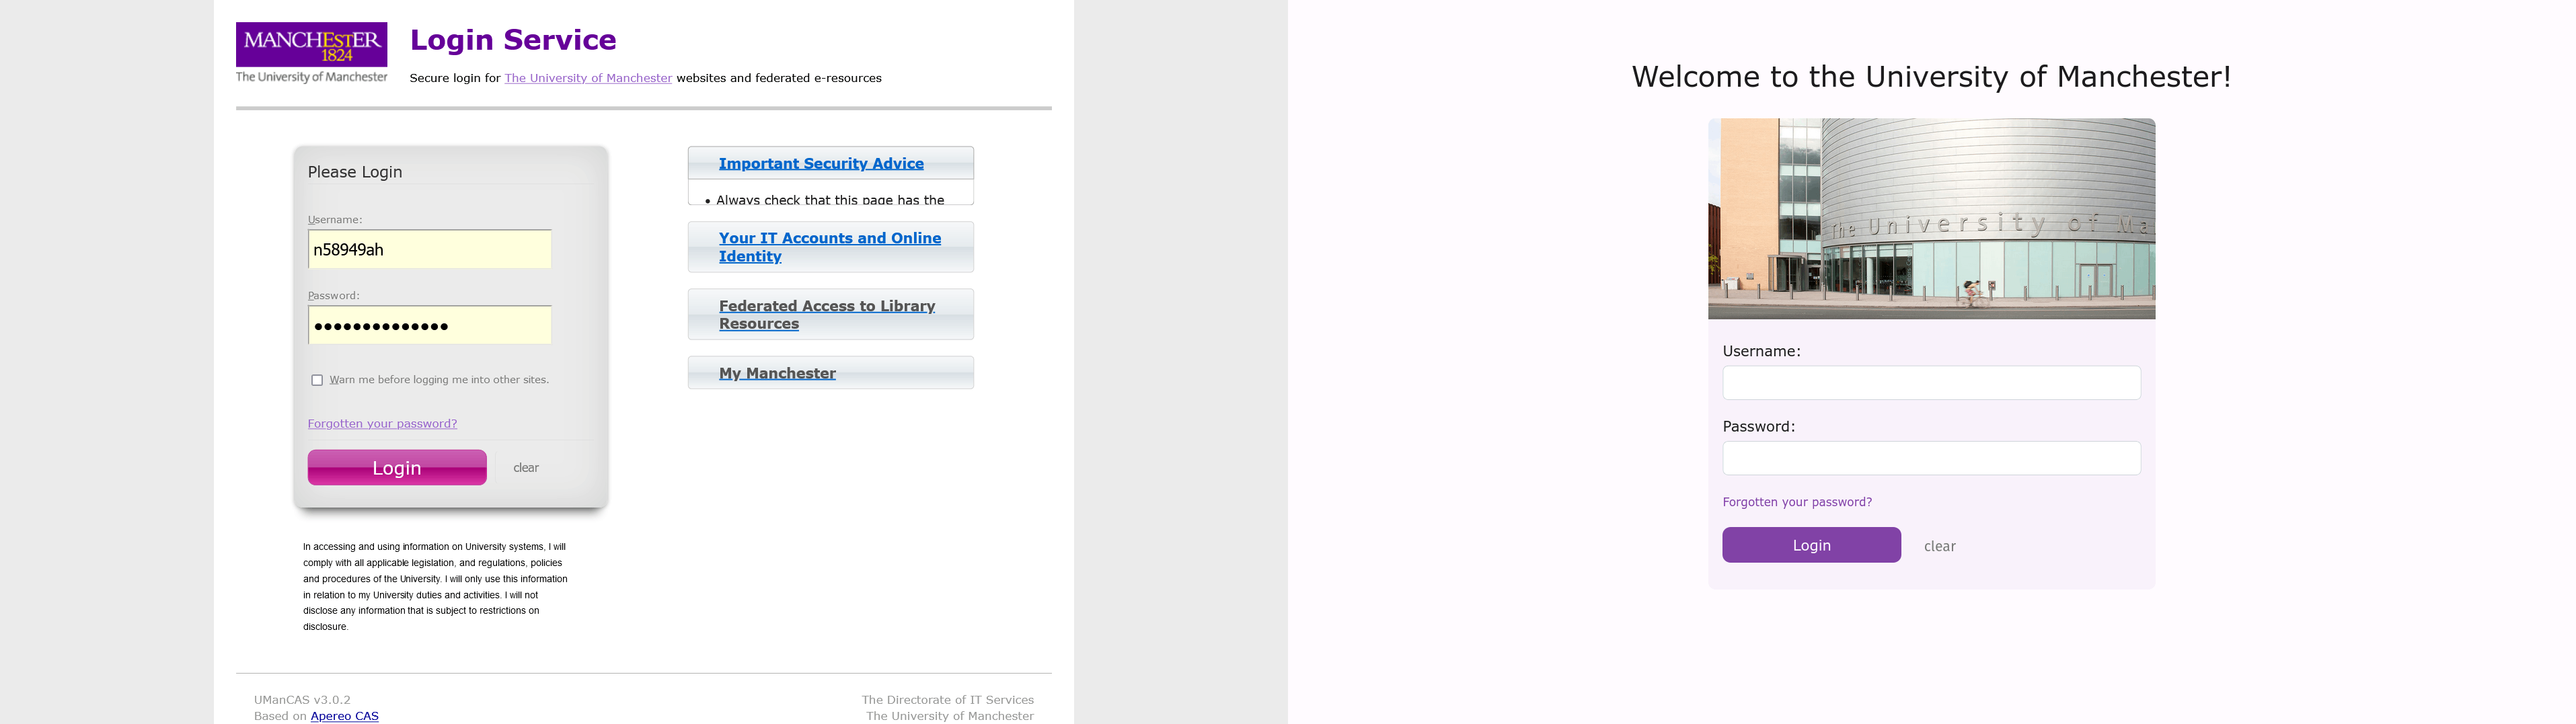 MANCHESTER
1824
The University of Manchester
Login Service
Secure login for The University of Manchester websites and federated e-resources
Please Login
Username:
n58949ah
Password:
●●●●●●●●●●●●●●
Warn me before logging me into other sites.
Forgotten your password?
Login
clear
In accessing and using information on University systems, I will
comply with all applicable legislation, and regulations, policies
and procedures of the University. I will only use this information
in relation to my University duties and activities. I will not
disclose any information that is subject to restrictions on
disclosure.
Important Security Advice
• Always check that this page has the
Your IT Accounts and Online
Identity
Federated Access to Library
Resources
My Manchester
UManCAS v3.0.2
Based on Apereo CAS
The Directorate of IT Services
The University of Manchester
Welcome to the University of Manchester!
The University of Ma
Username:
Password:
Forgotten your password?
Login
clear